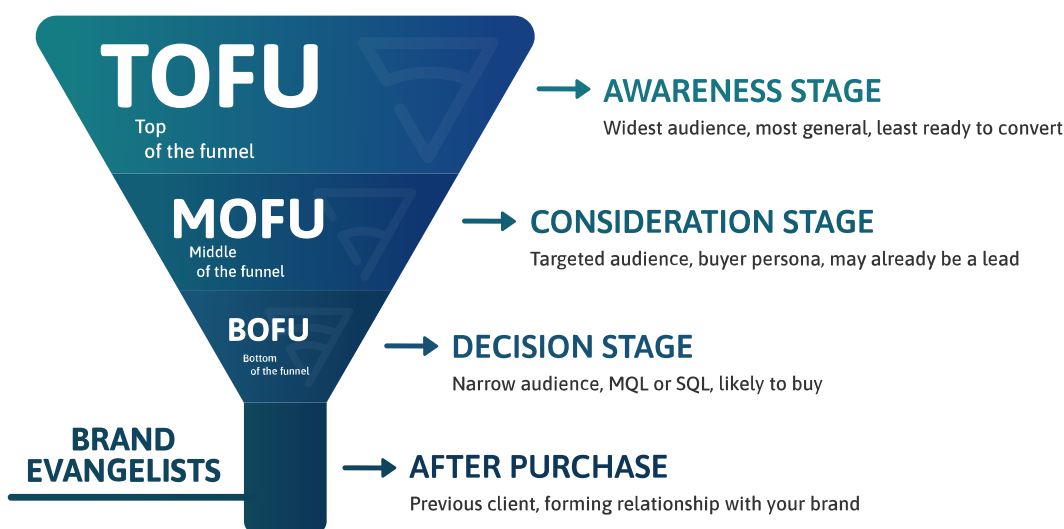 TOFU
Top
of the funnel
AWARENESS STAGE
Widest audience, most general, least ready to convert
MOFU
Middle
of the funnel
CONSIDERATION STAGE
Targeted audience, buyer persona, may already be a lead
BOFU
Bottom
of the funnel
DECISION STAGE
Narrow audience, MQL or SQL, likely to buy
BRAND
EVANGELISTS
AFTER PURCHASE
Previous client, forming relationship with your brand